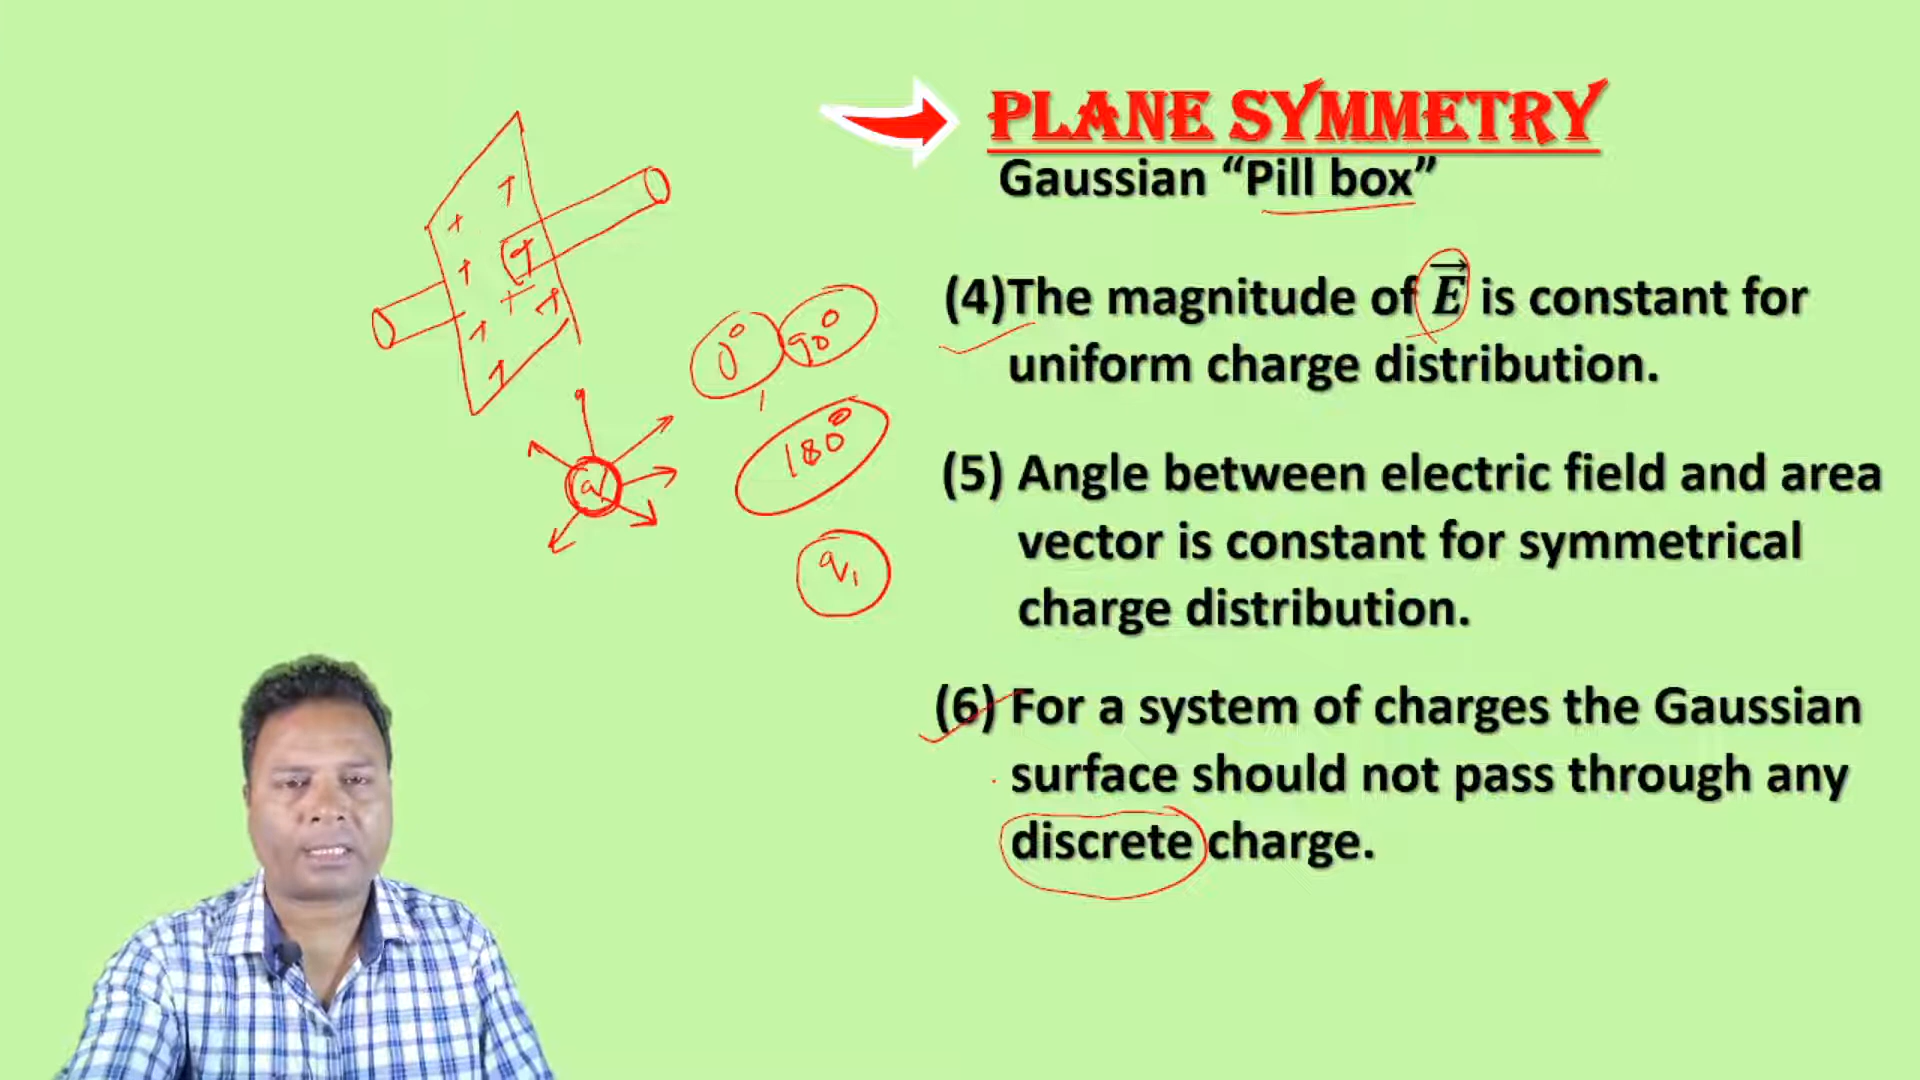 PLANE SYMMETRY
Gaussian “Pill box”
(4)The magnitude of \vec{E} is constant for
uniform charge distribution.
(5) Angle between electric field and area
vector is constant for symmetrical
charge distribution.
(6) For a system of charges the Gaussian
surface should not pass through any
discrete charge.
0° 90°
180°
q₁